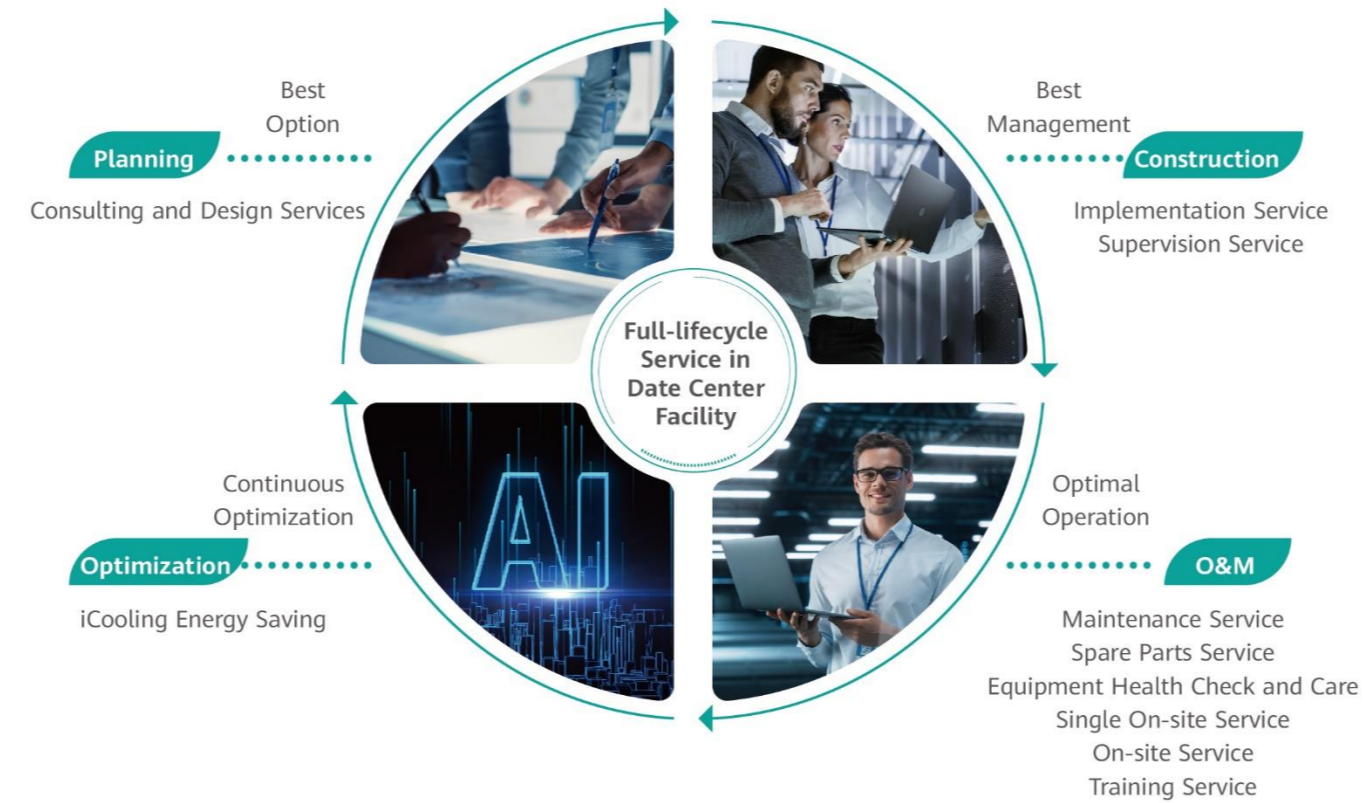 Best
Option
Planning
Consulting and Design Services
Best
Management
Construction
Implementation Service
Supervision Service
Full-lifecycle
Service in
Date Center
Facility
Continuous
Optimization
Optimization
iCooling Energy Saving
AI
Optimal
Operation
O&M
Maintenance Service
Spare Parts Service
Equipment Health Check and Care
Single On-site Service
On-site Service
Training Service